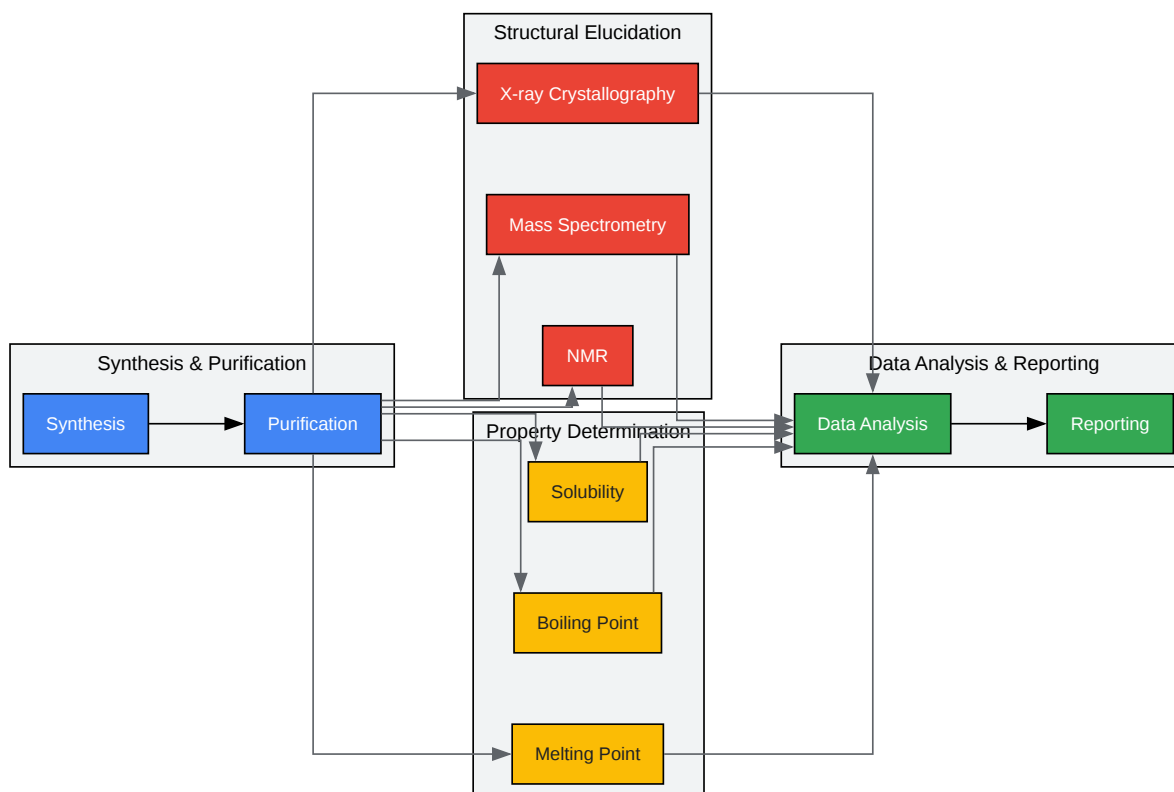 Structural Elucidation
X-ray Crystallography
Mass Spectrometry
NMR
Synthesis & Purification
Synthesis
Purification
Property Determination
Solubility
Boiling Point
Melting Point
Data Analysis & Reporting
Data Analysis
Reporting